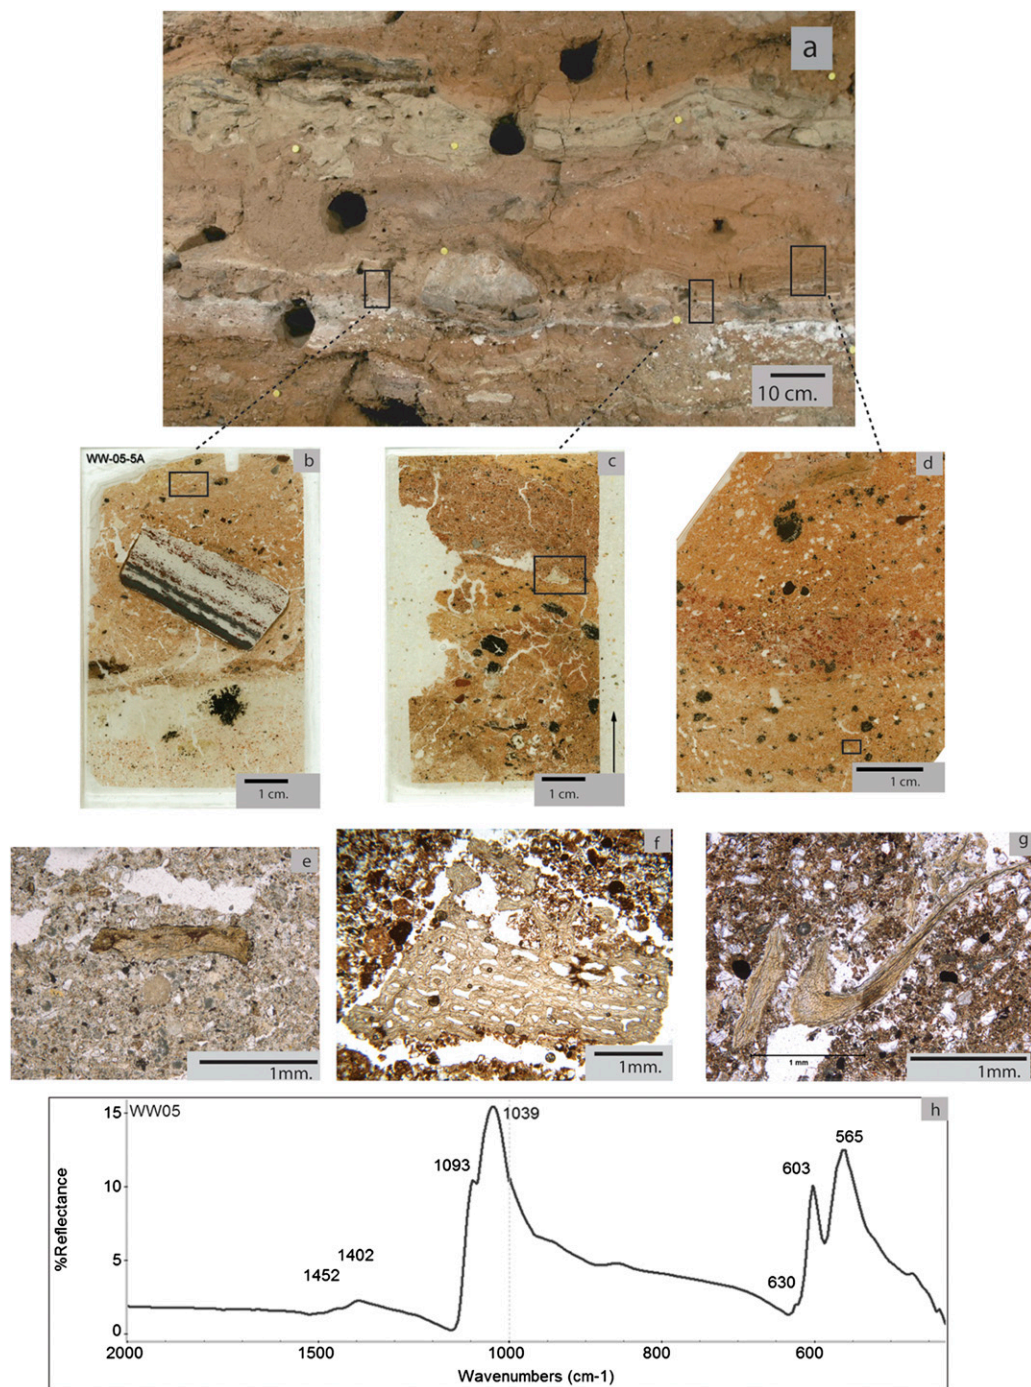 a
10 cm.
WW-05-5A
b
1 cm.
c
1 cm.
d
1 cm.
e
1mm.
f
1mm.
g
1 mm
1mm.
WW05
h
15
10
5
0
%Reflectance
1452
1402
1093
1039
630
603
565
2000
1500
1000
800
600
Wavenumbers (cm-1)